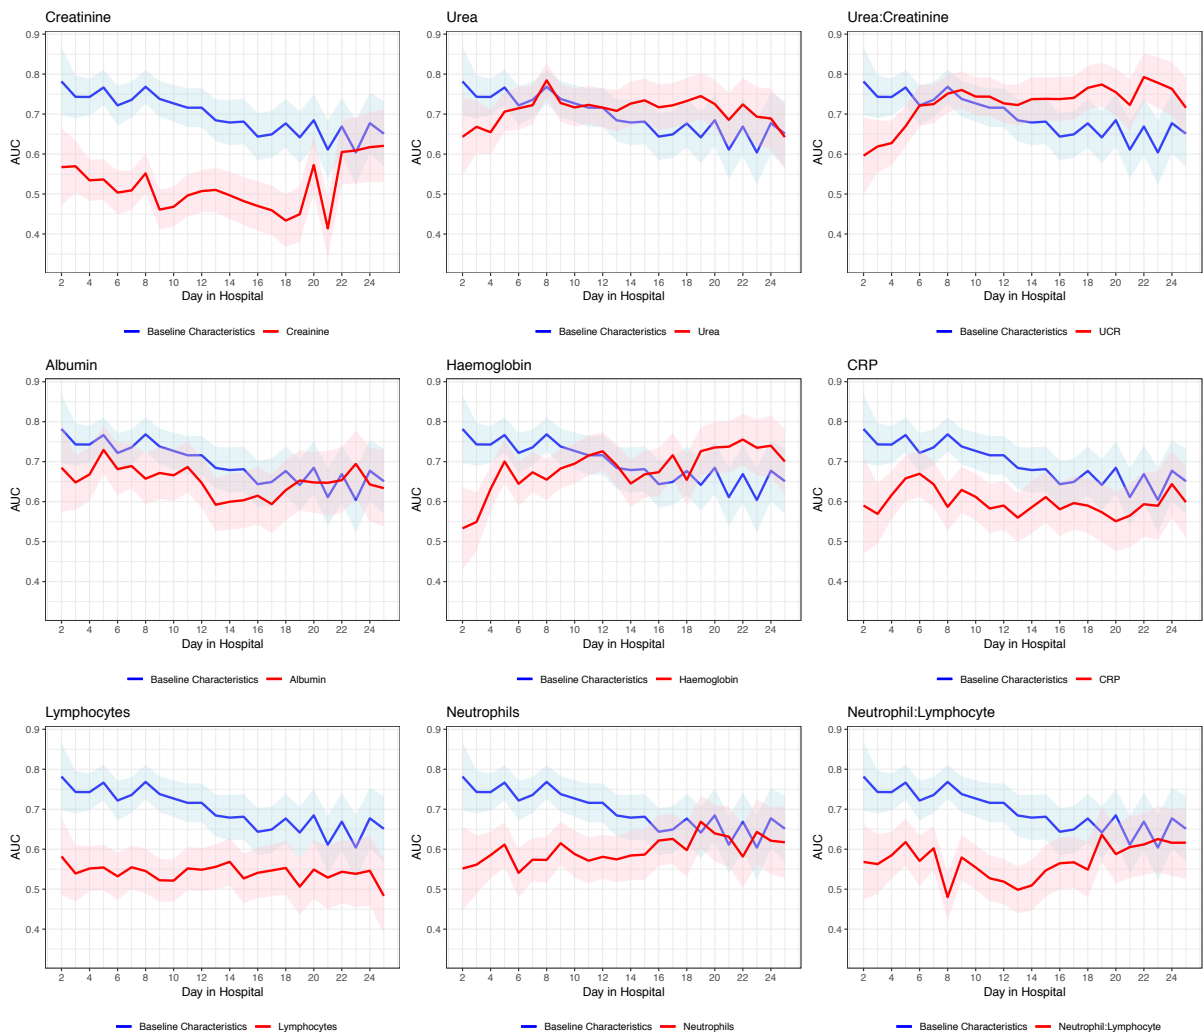 Creatinine
0.9
0.8
0.7
0.6
0.5
0.4
AUC
2 4 6 8 10 12 14 16 18 20 22 24
Day in Hospital
Baseline Characteristics Creainine
Urea
0.9
0.8
0.7
0.6
0.5
0.4
AUC
2 4 6 8 10 12 14 16 18 20 22 24
Day in Hospital
Baseline Characteristics Urea
Urea:Creatinine
0.9
0.8
0.7
0.6
0.5
0.4
AUC
2 4 6 8 10 12 14 16 18 20 22 24
Day in Hospital
Baseline Characteristics UCR
Albumin
0.9
0.8
0.7
0.6
0.5
0.4
AUC
2 4 6 8 10 12 14 16 18 20 22 24
Day in Hospital
Baseline Characteristics Albumin
Haemoglobin
0.9
0.8
0.7
0.6
0.5
0.4
AUC
2 4 6 8 10 12 14 16 18 20 22 24
Day in Hospital
Baseline Characteristics Haemoglobin
CRP
0.9
0.8
0.7
0.6
0.5
0.4
AUC
2 4 6 8 10 12 14 16 18 20 22 24
Day in Hospital
Baseline Characteristics CRP
Lymphocytes
0.9
0.8
0.7
0.6
0.5
0.4
AUC
2 4 6 8 10 12 14 16 18 20 22 24
Day in Hospital
Baseline Characteristics Lymphocytes
Neutrophils
0.9
0.8
0.7
0.6
0.5
0.4
AUC
2 4 6 8 10 12 14 16 18 20 22 24
Day in Hospital
Baseline Characteristics Neutrophils
Neutrophil:Lymphocyte
0.9
0.8
0.7
0.6
0.5
0.4
AUC
2 4 6 8 10 12 14 16 18 20 22 24
Day in Hospital
Baseline Characteristics Neutrophil:Lymphocyte